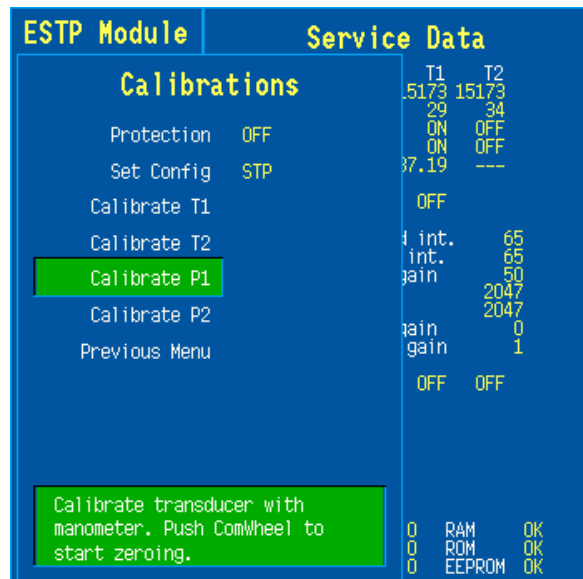 ESTP Module Service Data
Calibrations T1 T2
.5173 15173
Protection OFF 29 34
ON OFF
ON OFF
Set Config STP 37.19 ---
Calibrate T1 OFF
Calibrate T2 d int. 65
int. 65
Calibrate P1 gain 50
2047
Calibrate P2 2047
gain 0
Previous Menu gain 1
OFF OFF
Calibrate transducer with
manometer. Push ComWheel to 0 RAM OK
start zeroing. 0 ROM OK
0 EEPROM OK